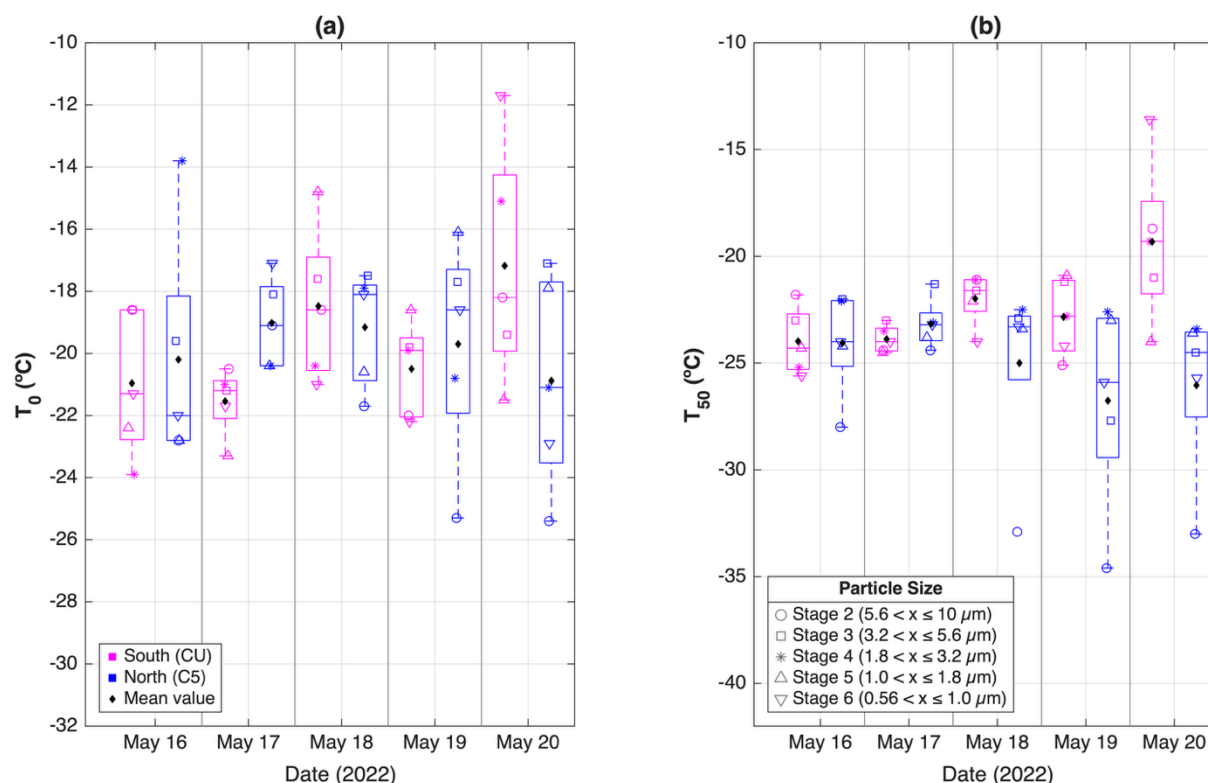 (a)
-10
-12
-14
-16
-18
-20
-22
-24
-26
-28
-30
-32
T0 (ºC)
South (CU)
North (C5)
Mean value
May 16 May 17 May 18 May 19 May 20
Date (2022)
(b)
-10
-15
-20
-25
-30
-35
-40
T50 (ºC)
Particle Size
Stage 2 (5.6 < x ≤ 10 µm)
Stage 3 (3.2 < x ≤ 5.6 µm)
Stage 4 (1.8 < x ≤ 3.2 µm)
Stage 5 (1.0 < x ≤ 1.8 µm)
Stage 6 (0.56 < x ≤ 1.0 µm)
May 16 May 17 May 18 May 19 May 20
Date (2022)